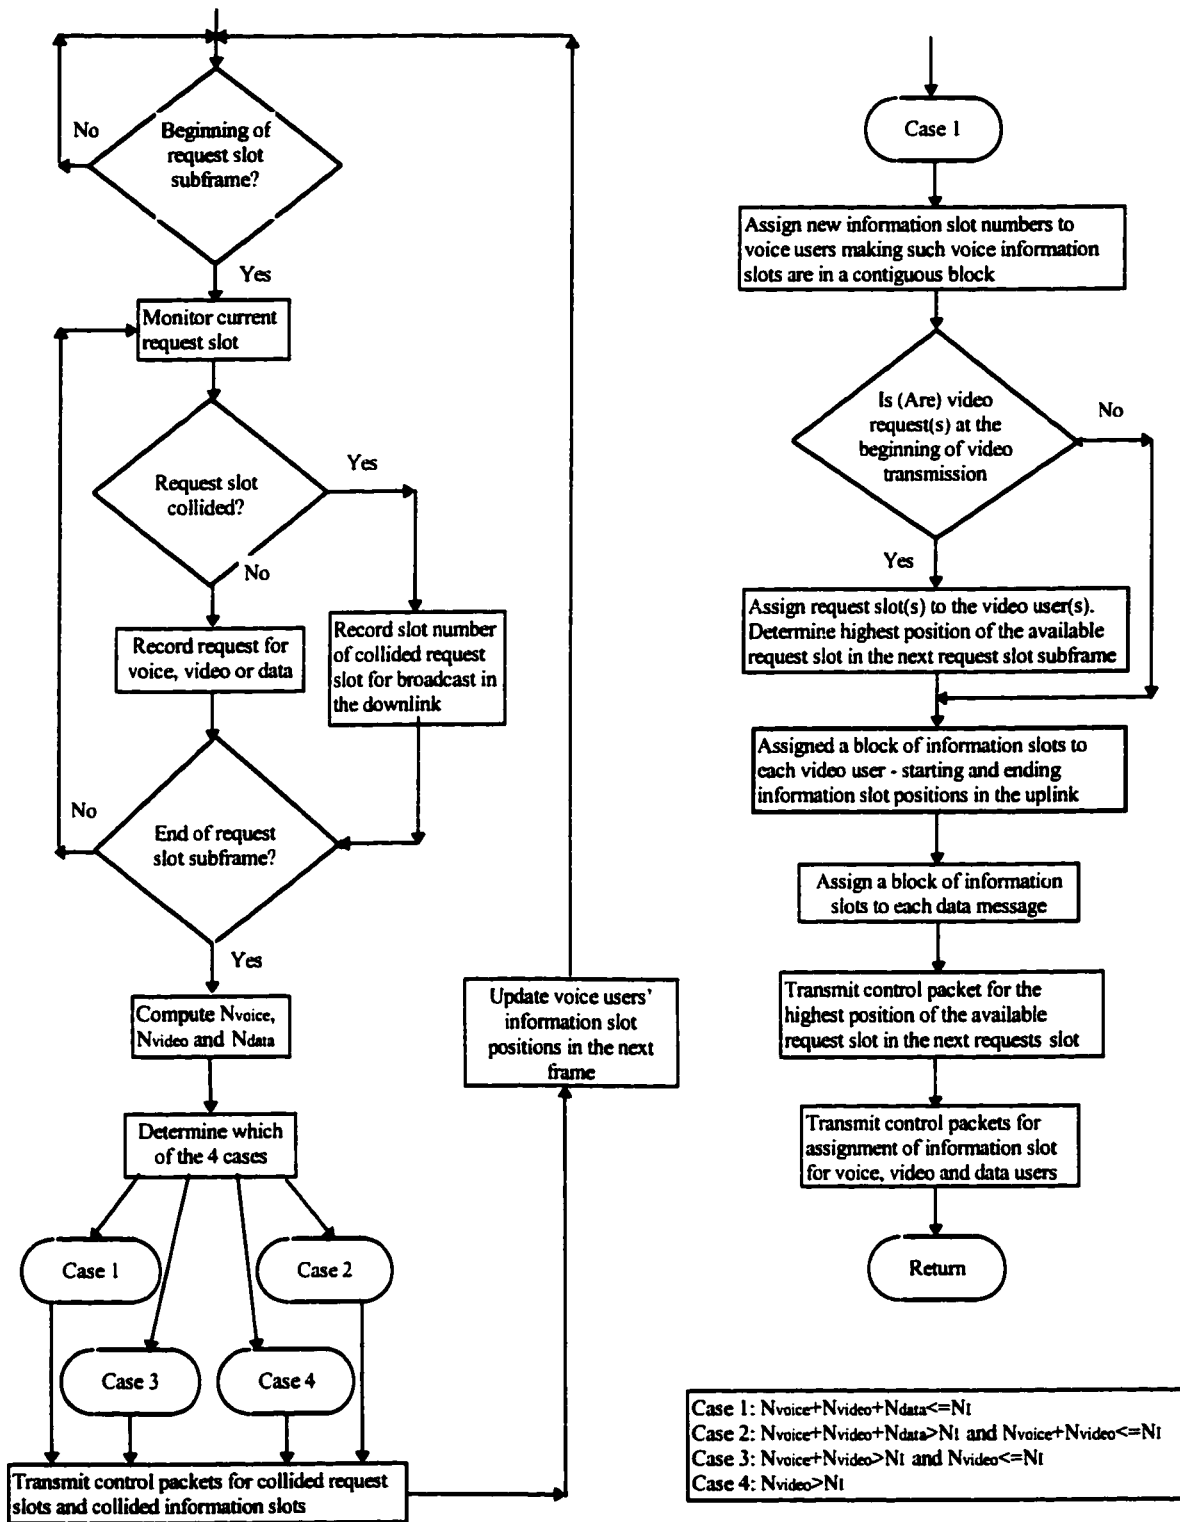 No
Beginning of
request slot
subframe?
Yes
Monitor current
request slot
Request slot
collided?
Yes
No
Record request for
voice, video or data
Record slot number
of collided request
slot for broadcast in
the downlink
No
End of request
slot subframe?
Yes
Compute Nvoice,
Nvideo and Ndata
Determine which
of the 4 cases
Case 1
Case 2
Case 3
Case 4
Transmit control packets for collided request
slots and collided information slots
Update voice users'
information slot
positions in the next
frame
Case 1
Assign new information slot numbers to
voice users making such voice information
slots are in a contiguous block
Is (Are) video
request(s) at the
beginning of video
transmission
No
Yes
Assign request slot(s) to the video user(s).
Determine highest position of the available
request slot in the next request slot subframe
Assigned a block of information slots to
each video user - starting and ending
information slot positions in the uplink
Assign a block of information
slots to each data message
Transmit control packet for the
highest position of the available
request slot in the next requests slot
Transmit control packets for
assignment of information slot
for voice, video and data users
Return
Case 1: Nvoice+Nvideo+Ndata<=NI
Case 2: Nvoice+Nvideo+Ndata>NI and Nvoice+Nvideo<=NI
Case 3: Nvoice+Nvideo>NI and Nvideo<=NI
Case 4: Nvideo>NI